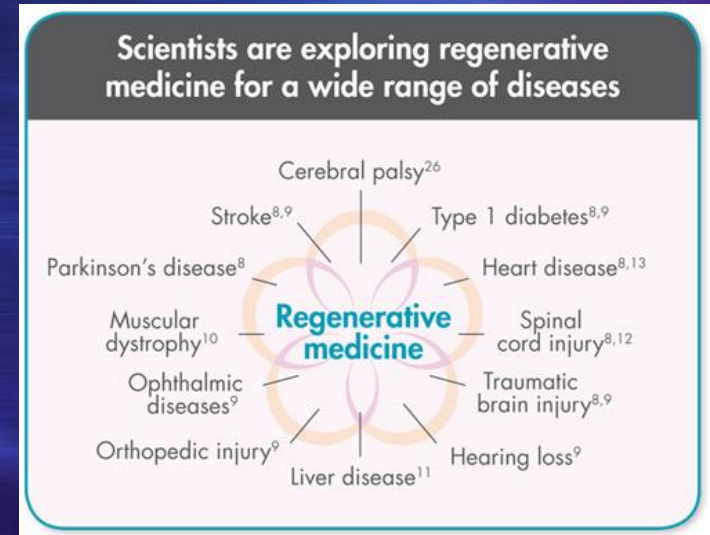 Scientists are exploring regenerative
medicine for a wide range of diseases
Cerebral palsy²⁶
Stroke⁸,⁹
Type 1 diabetes⁸,⁹
Parkinson's disease⁸
Heart disease⁸,¹³
Muscular
dystrophy¹⁰
Regenerative
medicine
Spinal
cord injury⁸,¹²
Ophthalmic
diseases⁹
Traumatic
brain injury⁸,⁹
Orthopedic injury⁹
Liver disease¹¹
Hearing loss⁹